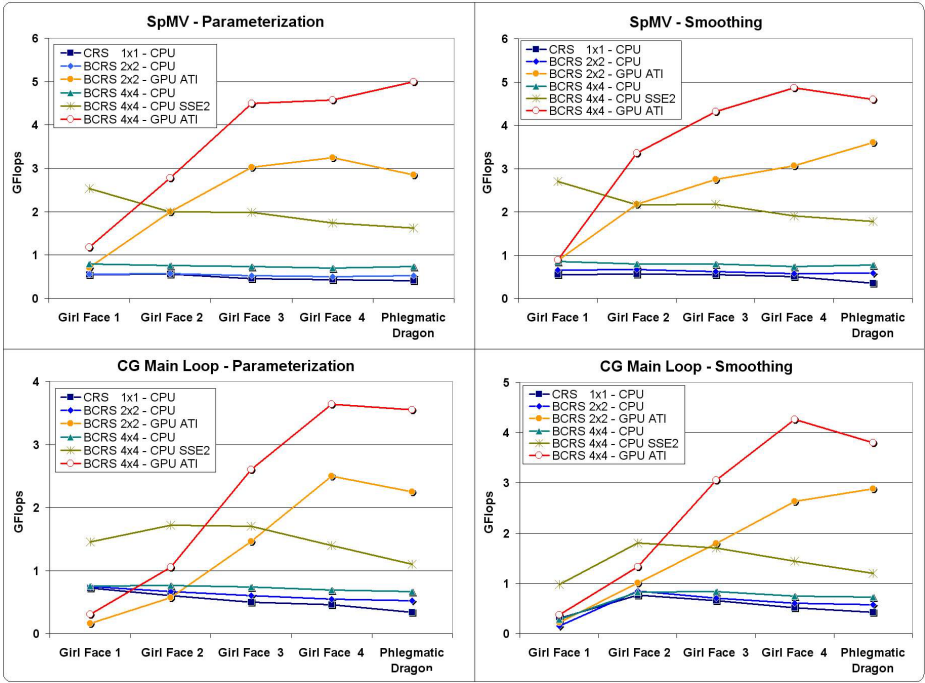 SpMV - Parameterization
GFlops
6
5
4
3
2
1
0
CRS 1x1 - CPU
BCRS 2x2 - CPU
BCRS 2x2 - GPU ATI
BCRS 4x4 - CPU
BCRS 4x4 - CPU SSE2
BCRS 4x4 - GPU ATI
Girl Face 1 Girl Face 2 Girl Face 3 Girl Face 4 Phlegmatic
Dragon
SpMV - Smoothing
GFlops
6
5
4
3
2
1
0
CRS 1x1 - CPU
BCRS 2x2 - CPU
BCRS 2x2 - GPU ATI
BCRS 4x4 - CPU
BCRS 4x4 - CPU SSE2
BCRS 4x4 - GPU ATI
Girl Face 1 Girl Face 2 Girl Face 3 Girl Face 4 Phlegmatic
Dragon
CG Main Loop - Parameterization
GFlops
4
3
2
1
0
CRS 1x1 - CPU
BCRS 2x2 - CPU
BCRS 2x2 - GPU ATI
BCRS 4x4 - CPU
BCRS 4x4 - CPU SSE2
BCRS 4x4 - GPU ATI
Girl Face 1 Girl Face 2 Girl Face 3 Girl Face 4 Phlegmatic
Dragon
CG Main Loop - Smoothing
GFlops
5
4
3
2
1
0
CRS 1x1 - CPU
BCRS 2x2 - CPU
BCRS 2x2 - GPU ATI
BCRS 4x4 - CPU
BCRS 4x4 - CPU SSE2
BCRS 4x4 - GPU ATI
Girl Face 1 Girl Face 2 Girl Face 3 Girl Face 4 Phlegmatic
Dragon